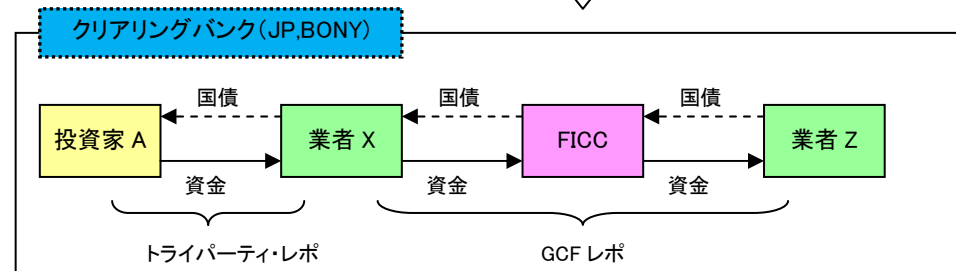 クリアリングバンク(JP,BONY)
国債 国債 国債
投資家 A 業者 X FICC 業者 Z
資金 資金 資金
トライパーティ・レポ GCF レポ